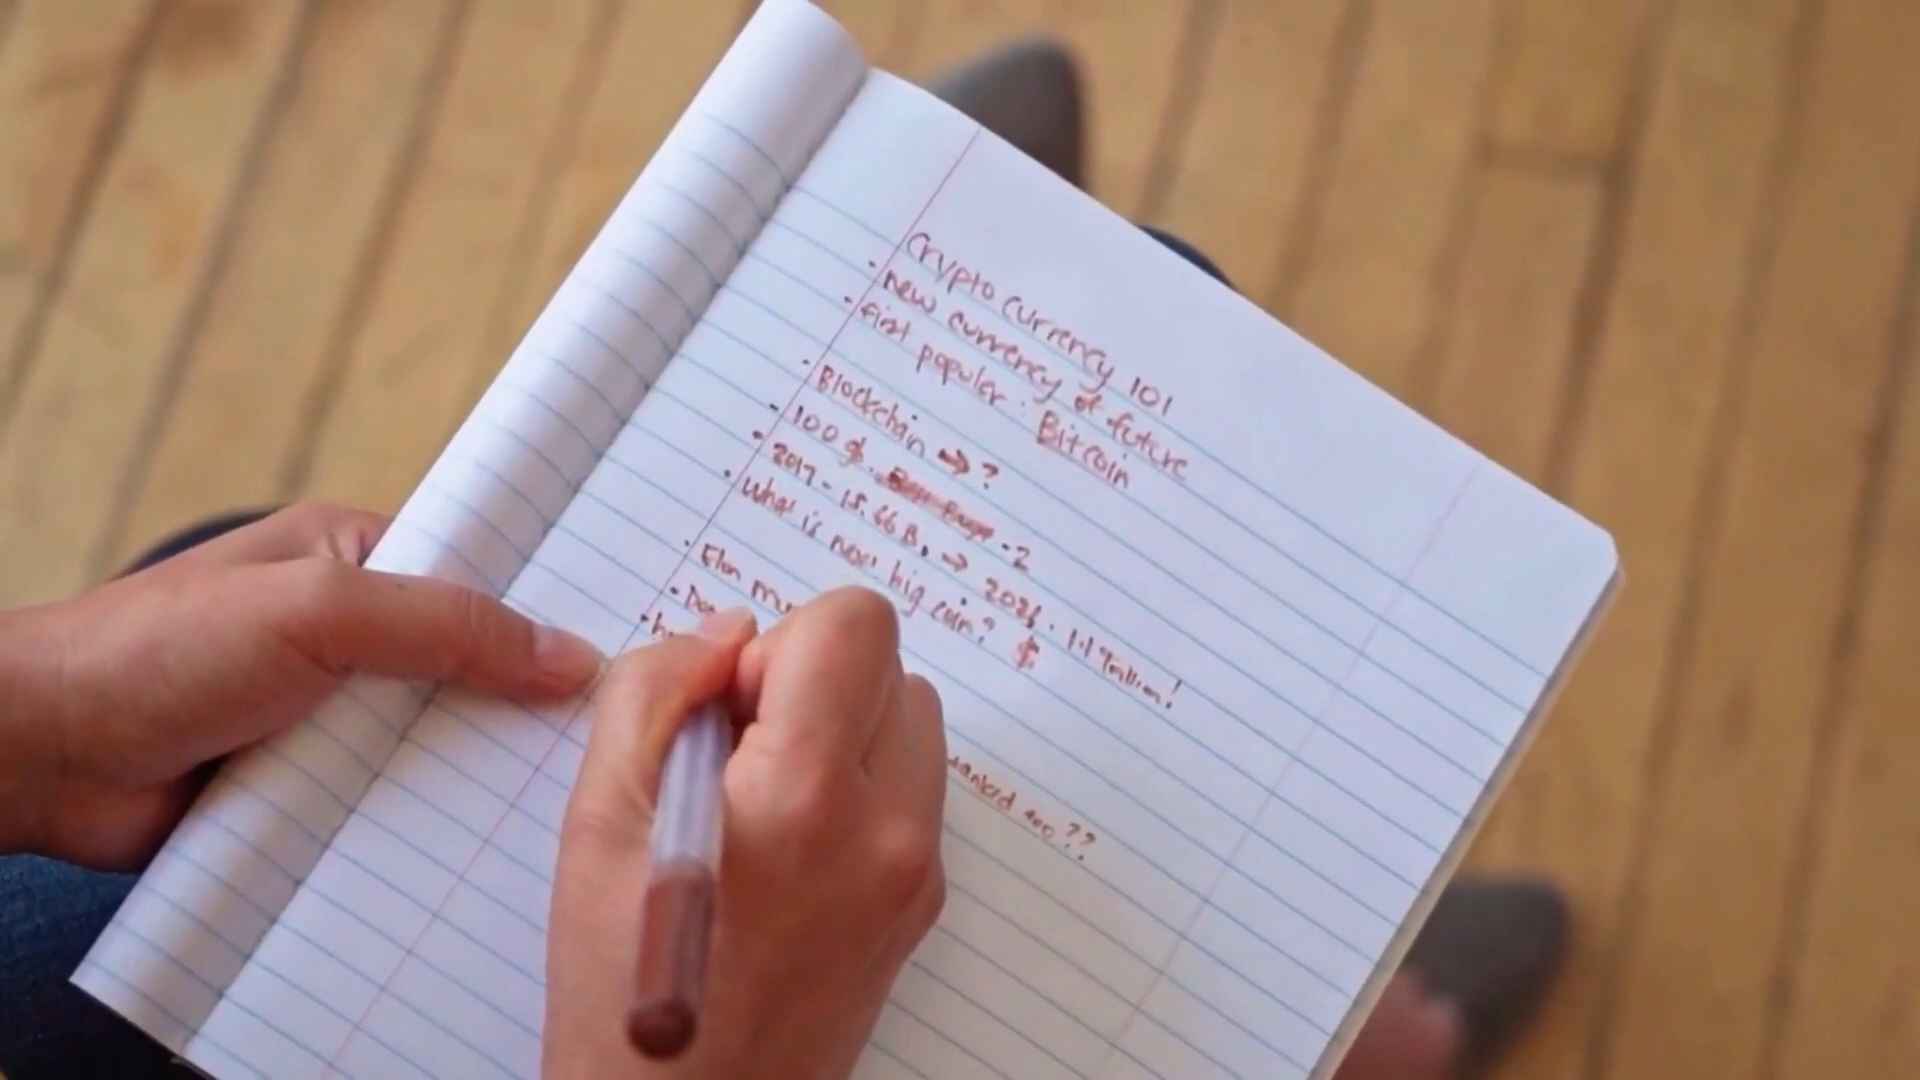 Crypto Currency 101
· new currency of future
· first popular : Bitcoin
· Blockchain → ?
- 100 $. -2
- 2017 - 15.66 B. → 2021. 1.1 Trillion!
· What is next big coin? $
· Elon